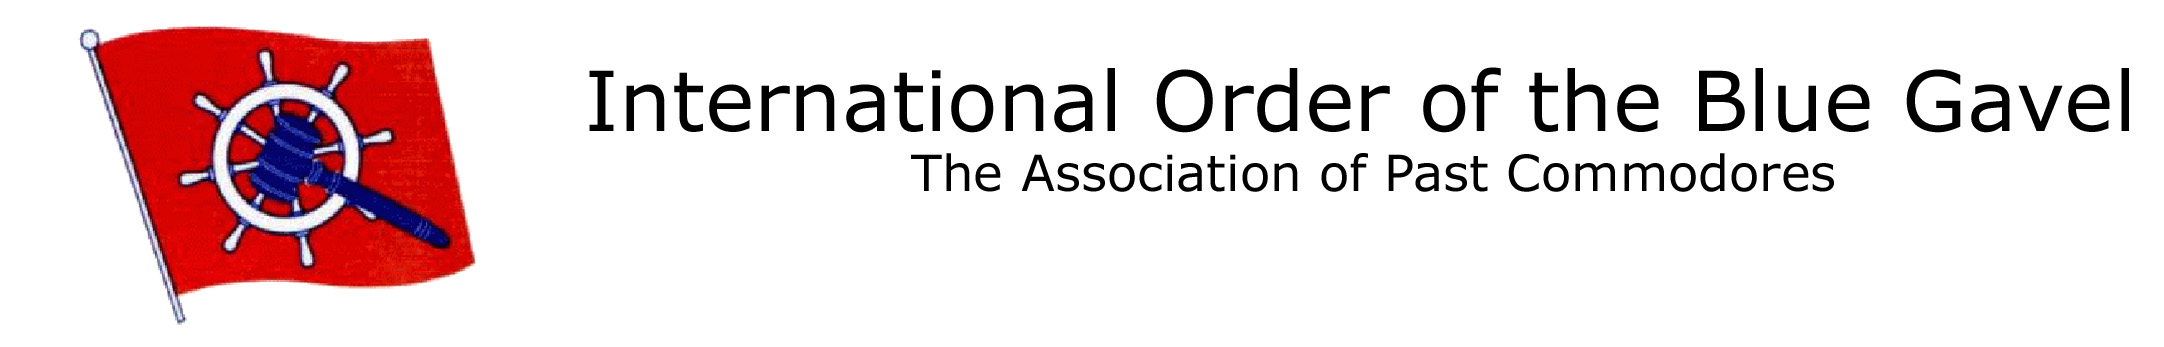 International Order of the Blue Gavel
The Association of Past Commodores